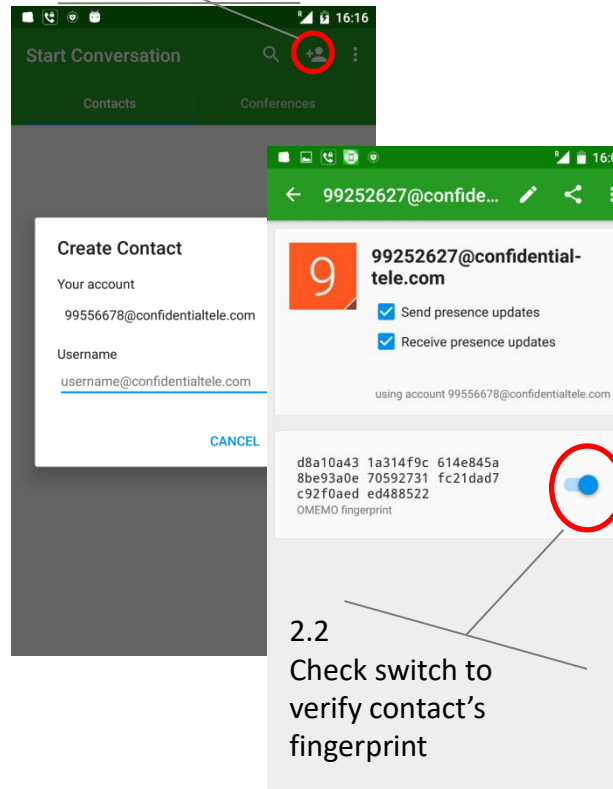 16:16
Start Conversation
Contacts Conferences
Create Contact
Your account
99556678@confidentialtele.com
Username
username@confidentialtele.com
CANCEL
99252627@confide...
99252627@confidential-
tele.com
Send presence updates
Receive presence updates
using account 99556678@confidentialtele.com
9
d8a10a43 1a314f9c 614e845a
8be93a0e 70592731 fc21dad7
c92f0aed ed488522
OMEMO fingerprint
2.2
Check switch to
verify contact's
fingerprint